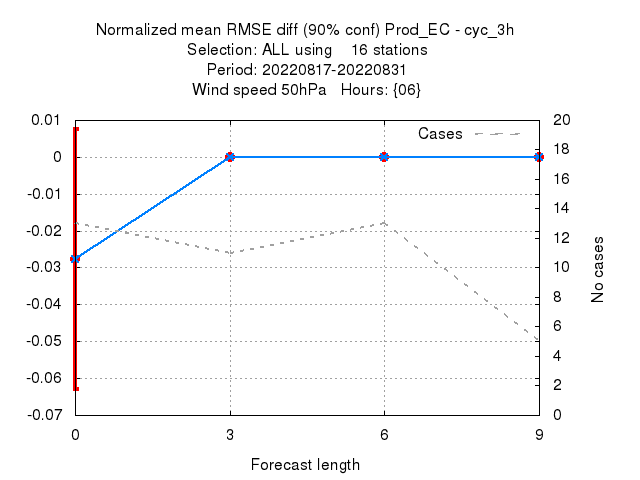 Normalized mean RMSE diff (90% conf) Prod_EC - cyc_3h
Selection: ALL using    16 stations
Period: 20220817-20220831
Wind speed 50hPa   Hours: {06}
Cases
0.01
0
-0.01
-0.02
-0.03
-0.04
-0.05
-0.06
-0.07
20
18
16
14
12
10
8
6
4
2
0
No cases
0 3 6 9
Forecast length